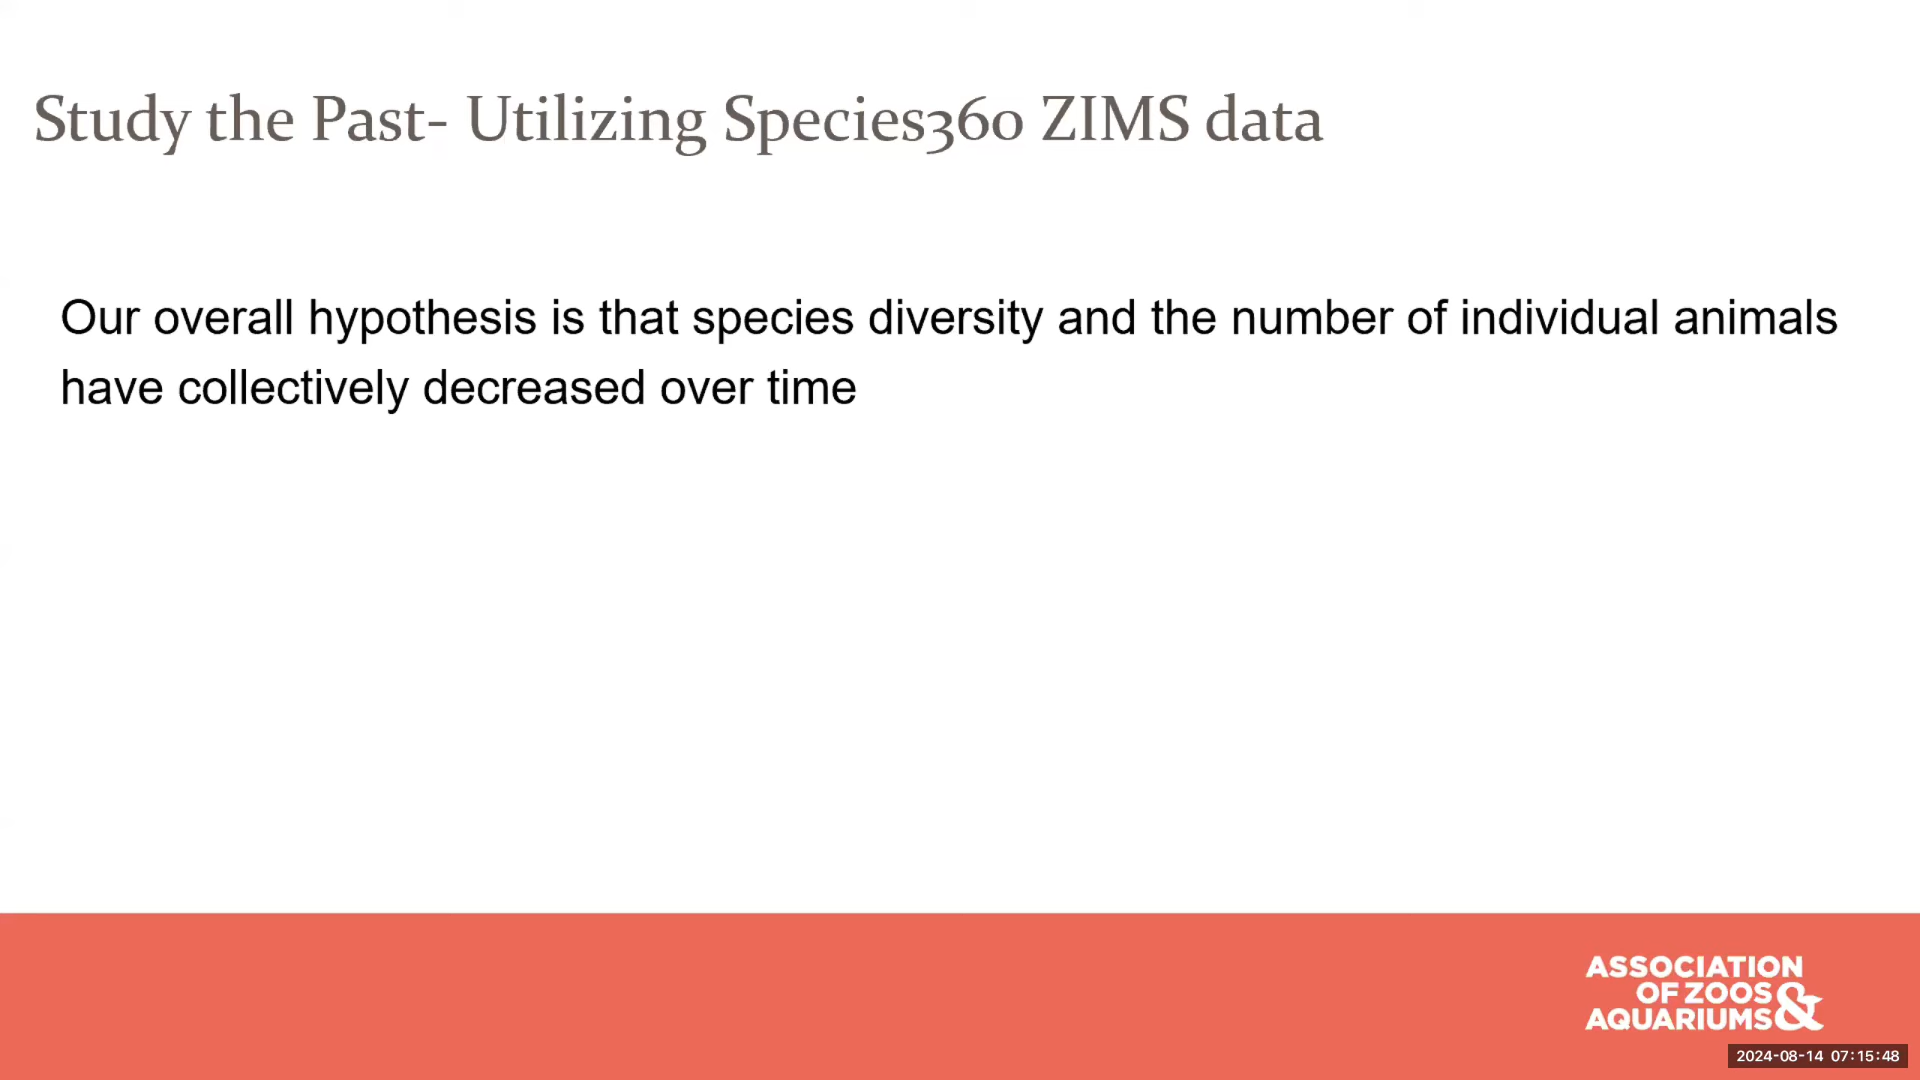 Study the Past- Utilizing Species360 ZIMS data
Our overall hypothesis is that species diversity and the number of individual animals
have collectively decreased over time
ASSOCIATION
OF ZOOS &
AQUARIUMS
2024-08-14 07:15:48